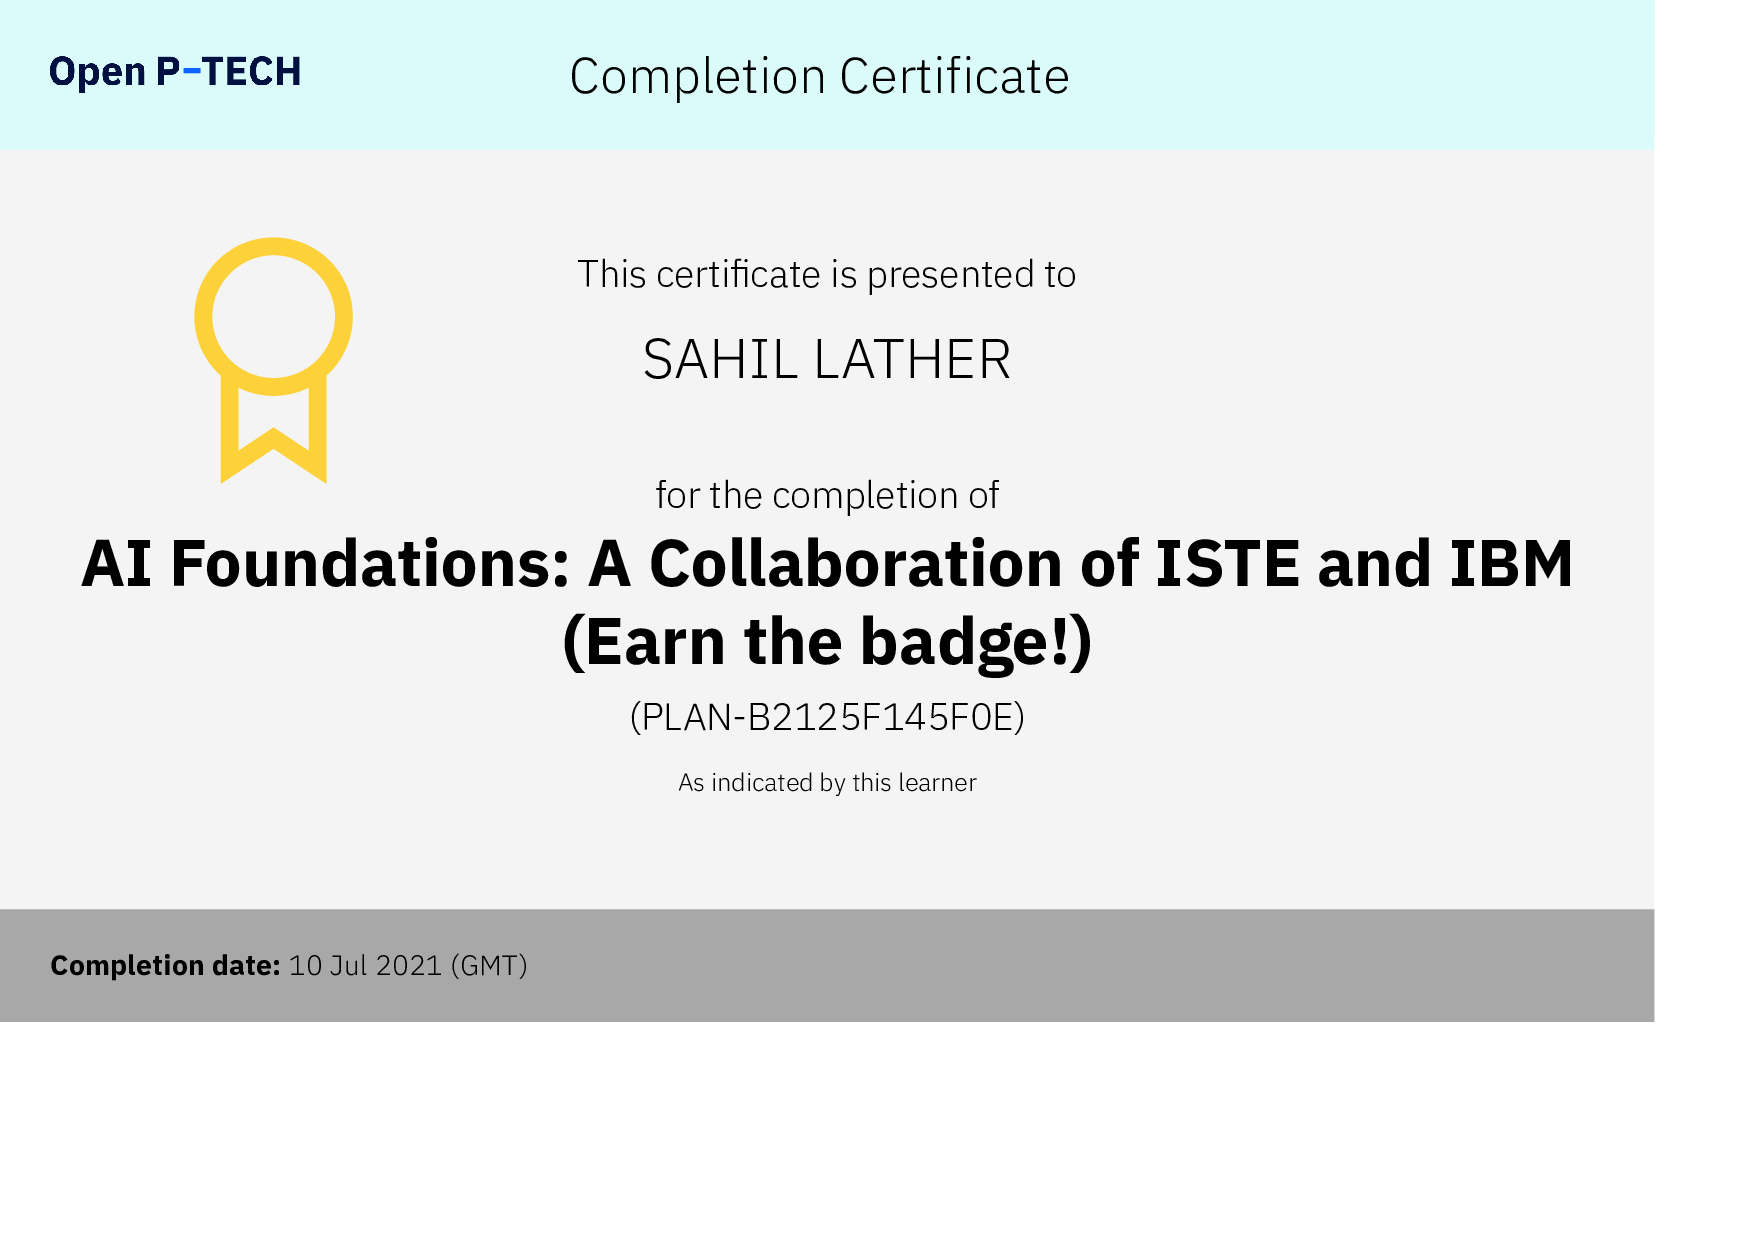 Open P-TECH
Completion Certificate
This certificate is presented to
SAHIL LATHER
for the completion of
AI Foundations: A Collaboration of ISTE and IBM
(Earn the badge!)
(PLAN-B2125F145F0E)
As indicated by this learner
Completion date: 10 Jul 2021 (GMT)